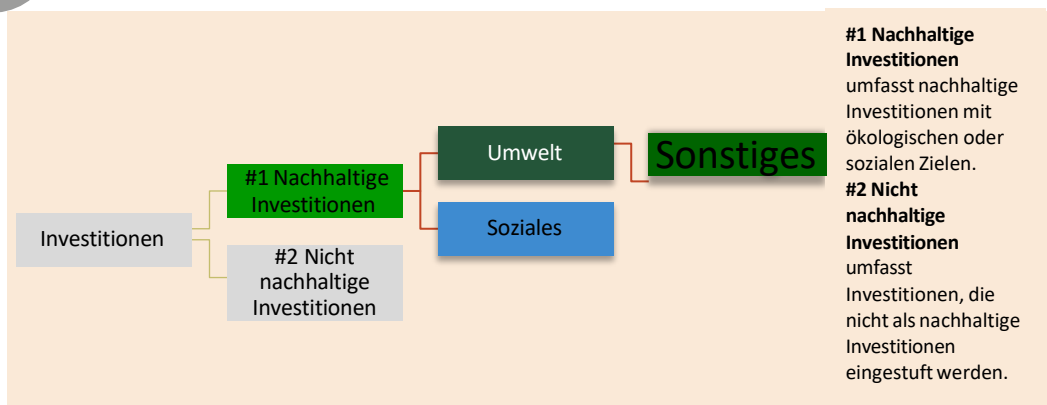 Investitionen
#1 Nachhaltige
Investitionen
#2 Nicht
nachhaltige
Investitionen
Umwelt
Soziales
Sonstiges
#1 Nachhaltige
Investitionen
umfasst nachhaltige
Investitionen mit
ökologischen oder
sozialen Zielen.
#2 Nicht
nachhaltige
Investitionen
umfasst
Investitionen, die
nicht als nachhaltige
Investitionen
eingestuft werden.